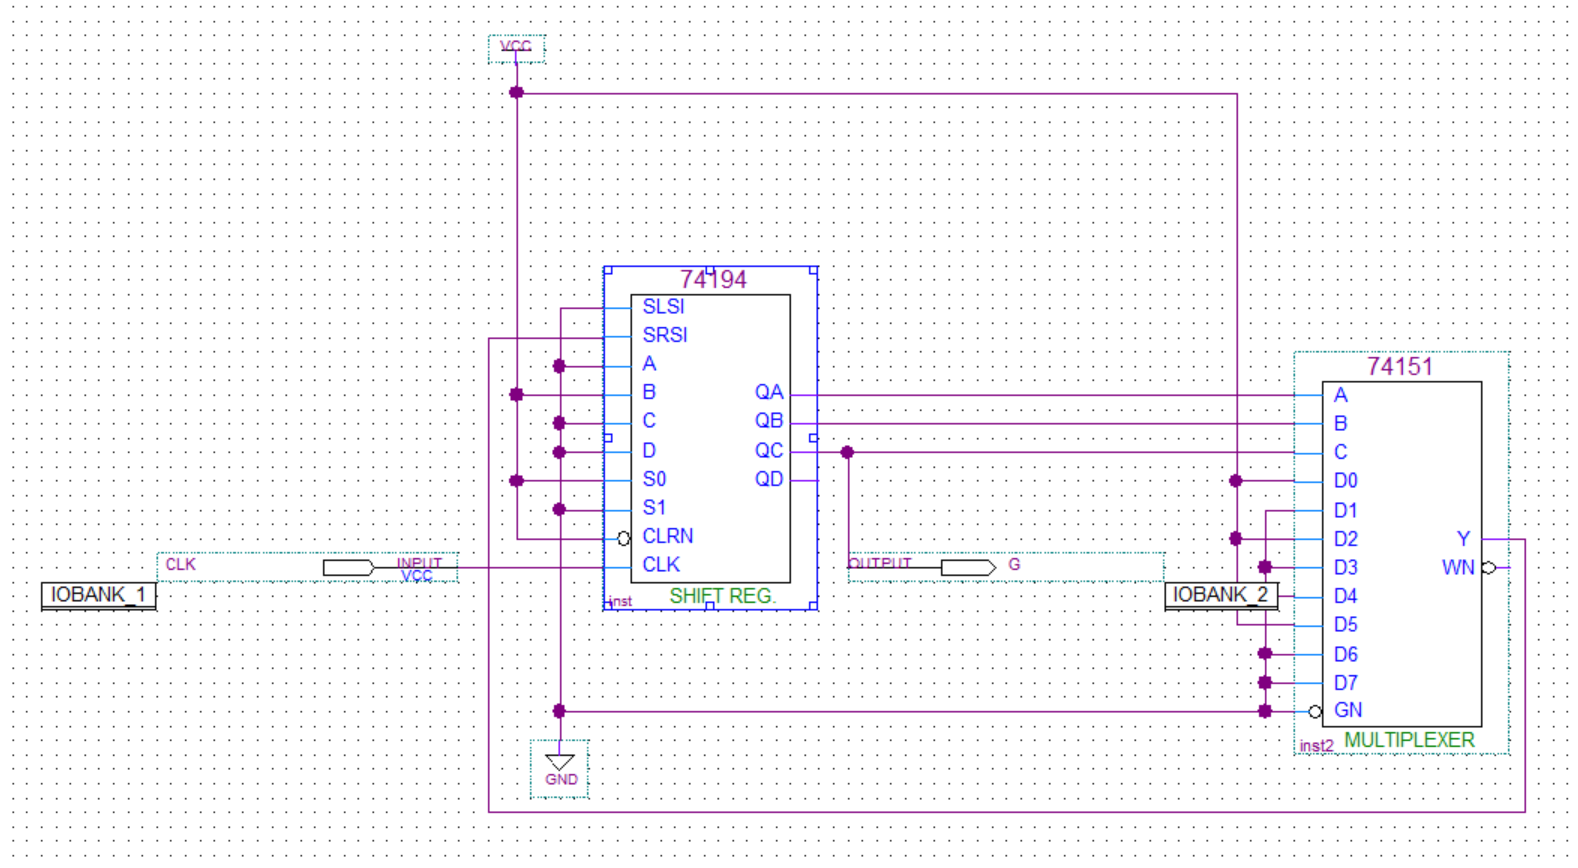 VCC
74194
SLSI
SRSI
A
B
C
D
S0
S1
CLRN
CLK
QA
QB
QC
QD
inst
SHIFT REG.
CLK
INPUT
VCC
IOBANK_1
GND
OUTPUT
G
IOBANK_2
74151
A
B
C
D0
D1
D2
D3
D4
D5
D6
D7
GN
Y
WN
inst2
MULTIPLEXER